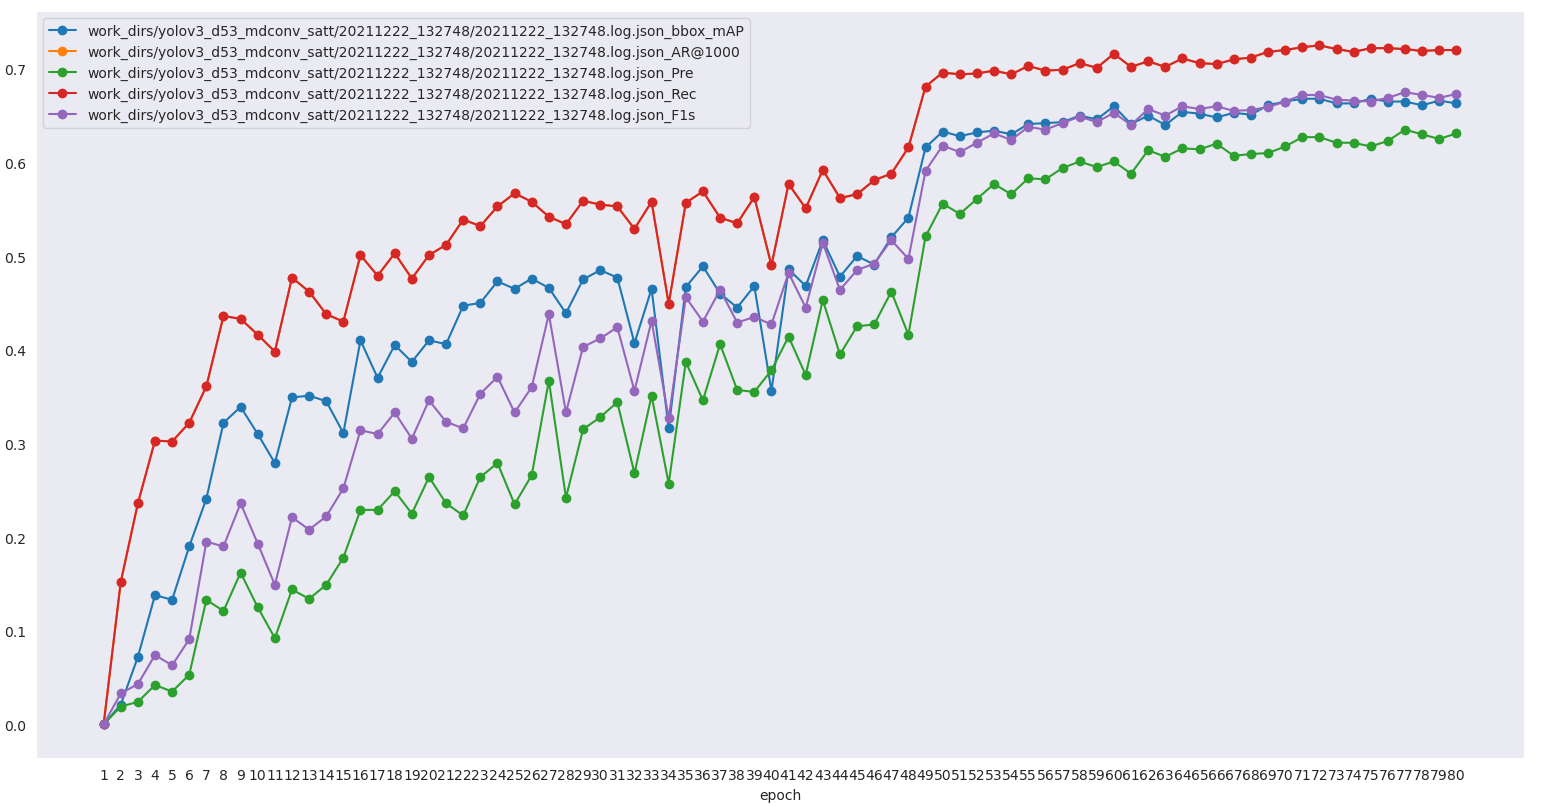 work_dirs/yolov3_d53_mdconv_satt/20211222_132748/20211222_132748.log.json_bbox_mAP
work_dirs/yolov3_d53_mdconv_satt/20211222_132748/20211222_132748.log.json_AR@1000
work_dirs/yolov3_d53_mdconv_satt/20211222_132748/20211222_132748.log.json_Pre
work_dirs/yolov3_d53_mdconv_satt/20211222_132748/20211222_132748.log.json_Rec
work_dirs/yolov3_d53_mdconv_satt/20211222_132748/20211222_132748.log.json_F1s
0.7
0.6
0.5
0.4
0.3
0.2
0.1
0.0
1 2 3 4 5 6 7 8 9 10 11 12 13 14 15 16 17 18 19 20 21 22 23 24 25 26 27 28 29 30 31 32 33 34 35 36 37 38 39 40 41 42 43 44 45 46 47 48 49 50 51 52 53 54 55 56 57 58 59 60 61 62 63 64 65 66 67 68 69 70 71 72 73 74 75 76 77 78 79 80
epoch